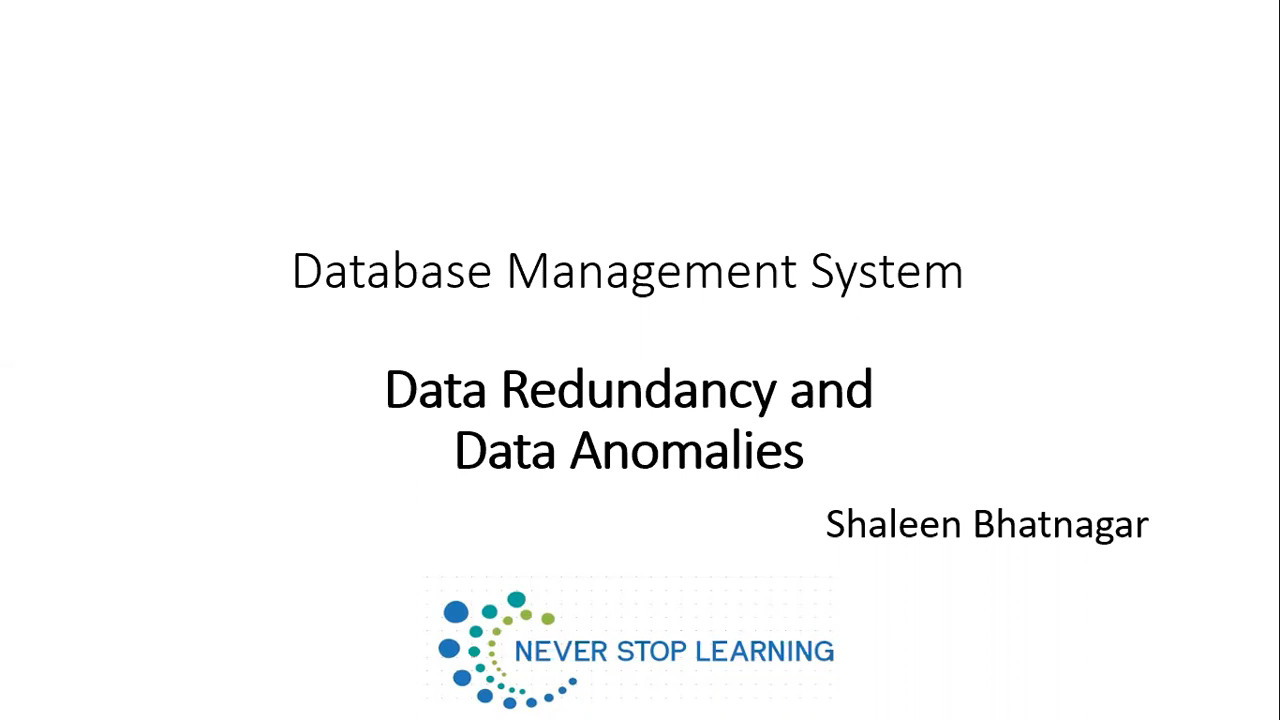 Database Management System
Data Redundancy and
Data Anomalies
Shaleen Bhatnagar
NEVER STOP LEARNING